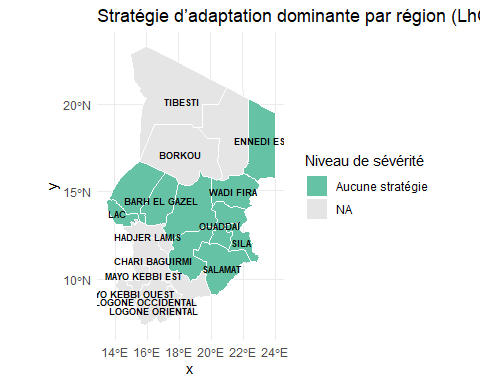 Stratégie d’adaptation dominante par région (LhC
20°N
15°N
10°N
y
TIBESTI
ENNEDI ES
BORKOU
WADI FIRA
BARH EL GAZEL
LAC
OUADDAÏ
HADJER LAMIS
SILA
CHARI BAGUIRMI
SALAMAT
MAYO KEBBI EST
YO KEBBI OUEST
LOGONE OCCIDENTAL
LOGONE ORIENTAL
14°E 16°E 18°E 20°E 22°E 24°E
x
Niveau de sévérité
Aucune stratégie
NA